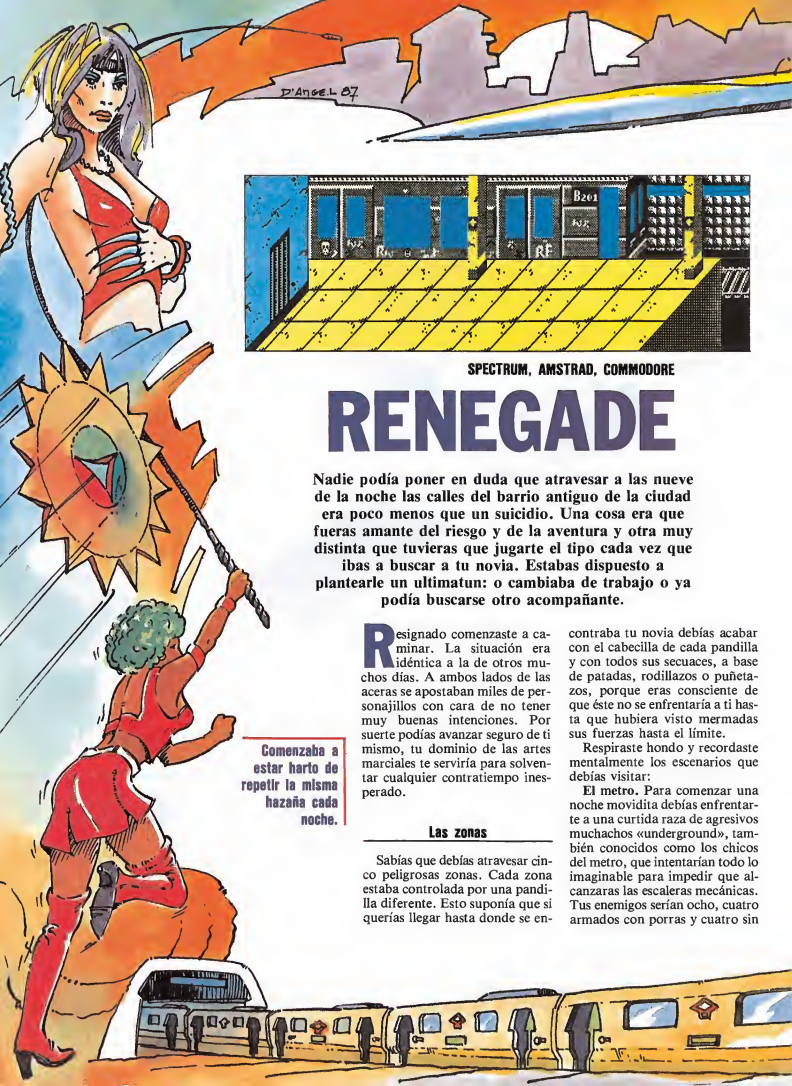 D'ANGEL 87
B201
RF
SPECTRUM, AMSTRAD, COMMODORE
RENEGADE
Nadie podía poner en duda que atravesar a las nueve
de la noche las calles del barrio antiguo de la ciudad
era poco menos que un suicidio. Una cosa era que
fueras amante del riesgo y de la aventura y otra muy
distinta que tuvieras que jugarte el tipo cada vez que
ibas a buscar a tu novia. Estabas dispuesto a
plantearle un ultimatun: o cambiaba de trabajo o ya
podía buscarse otro acompañante.
Resignado comenzaste a ca-
minar. La situación era
idéntica a la de otros mu-
chos días. A ambos lados de las
aceras se apostaban miles de per-
sonajillos con cara de no tener
muy buenas intenciones. Por
suerte podías avanzar seguro de ti
mismo, tu dominio de las artes
marciales te serviría para solven-
tar cualquier contratiempo ines-
perado.
Comenzaba a
estar harto de
repetir la misma
hazaña cada
noche.
Las zonas
Sabías que debías atravesar cin-
co peligrosas zonas. Cada zona
estaba controlada por una pandi-
lla diferente. Esto suponía que si
querías llegar hasta donde se en-
contraba tu novia debías acabar
con el cabecilla de cada pandilla
y con todos sus secuaces, a base
de patadas, rodillazos o puñeta-
zos, porque eras consciente de
que éste no se enfrentaría a ti has-
ta que hubiera visto mermadas
sus fuerzas hasta el límite.
Respiraste hondo y recordaste
mentalmente los escenarios que
debías visitar:
El metro. Para comenzar una
noche movidita debías enfrentar-
te a una curtida raza de agresivos
muchachos «underground», tam-
bién conocidos como los chicos
del metro, que intentarían todo lo
imaginable para impedir que al-
canzaras las escaleras mecánicas.
Tus enemigos serían ocho, cuatro
armados con porras y cuatro sin